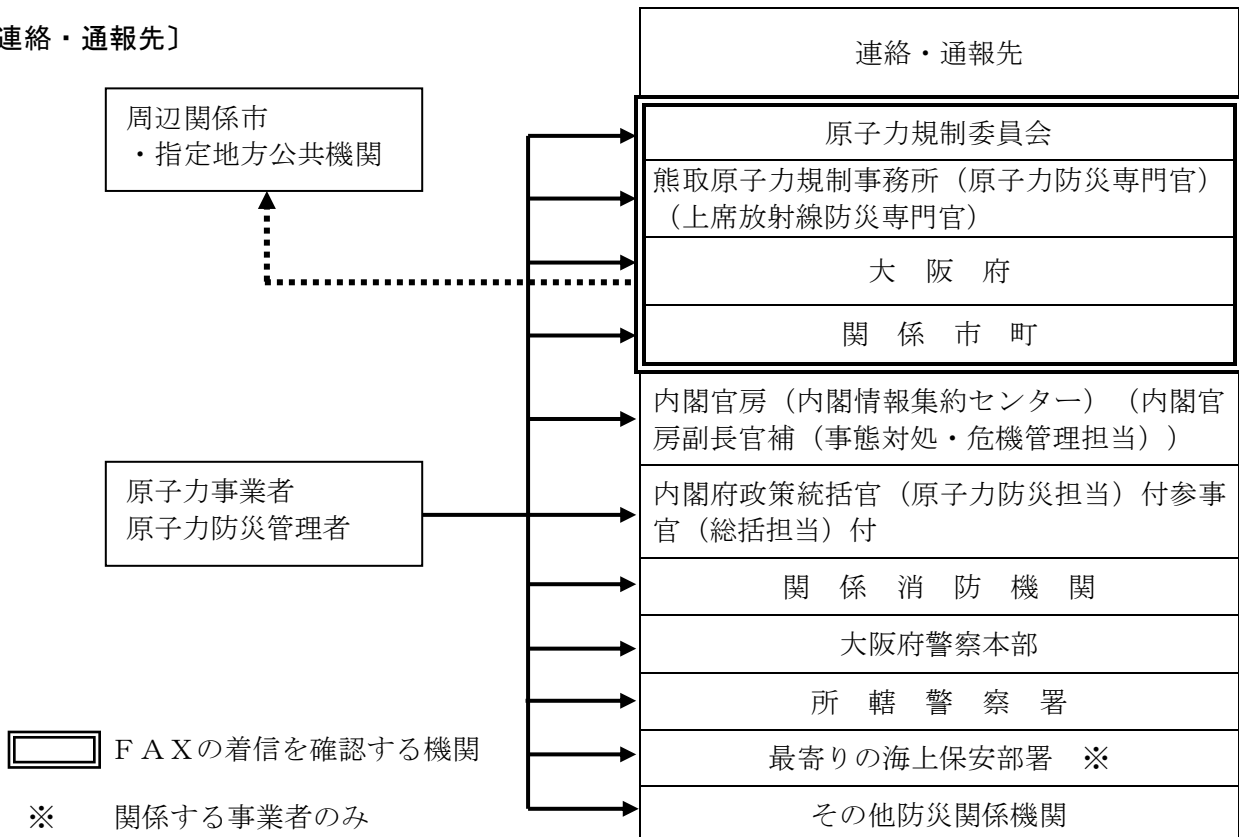 連絡・通報先〕
連絡・通報先
周辺関係市
・指定地方公共機関
原子力規制委員会
熊取原子力規制事務所（原子力防災専門官）
（上席放射線防災専門官）
大　阪　府
関　係　市　町
内閣官房（内閣情報集約センター）（内閣官
房副長官補（事態対処・危機管理担当））
原子力事業者
原子力防災管理者
内閣府政策統括官（原子力防災担当）付参事
官（総括担当）付
関　係　消　防　機　関
大阪府警察本部
所　轄　警　察　署
最寄りの海上保安部署　※
その他防災関係機関
ＦＡＸの着信を確認する機関
※　関係する事業者のみ